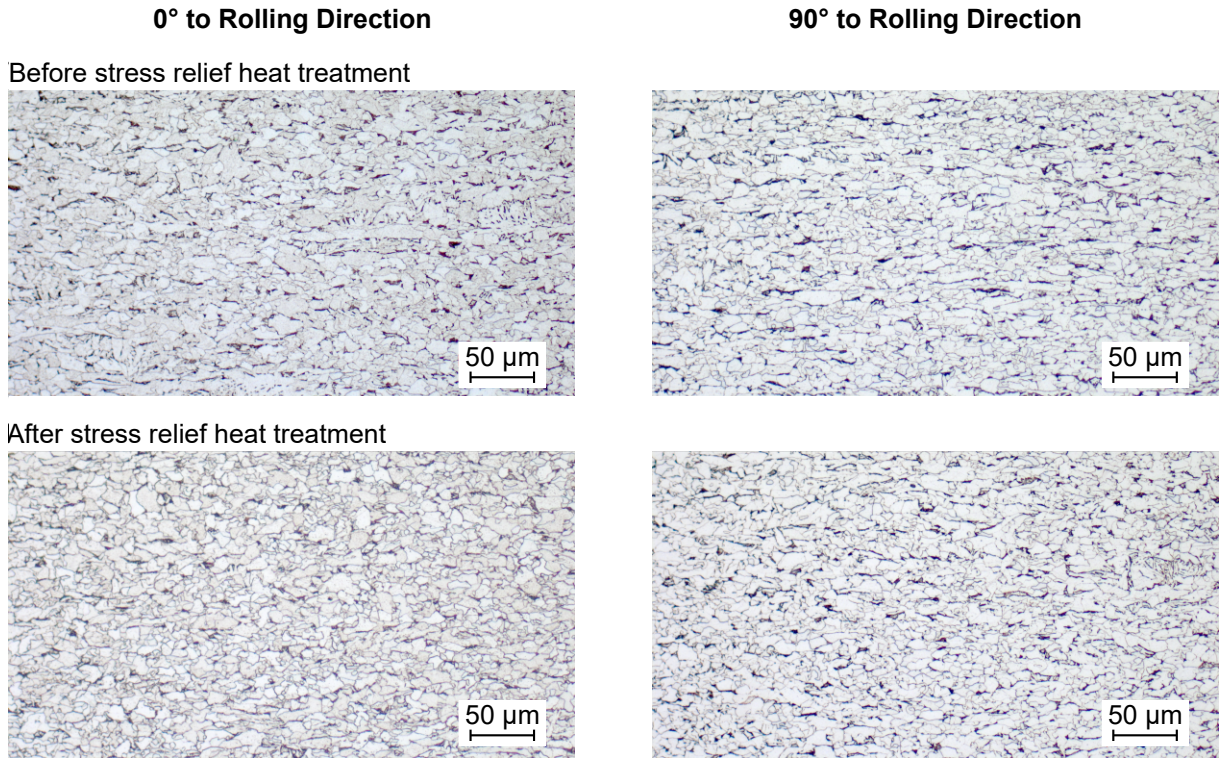 0° to Rolling Direction
90° to Rolling Direction
Before stress relief heat treatment
50 µm
50 µm
After stress relief heat treatment
50 µm
50 µm